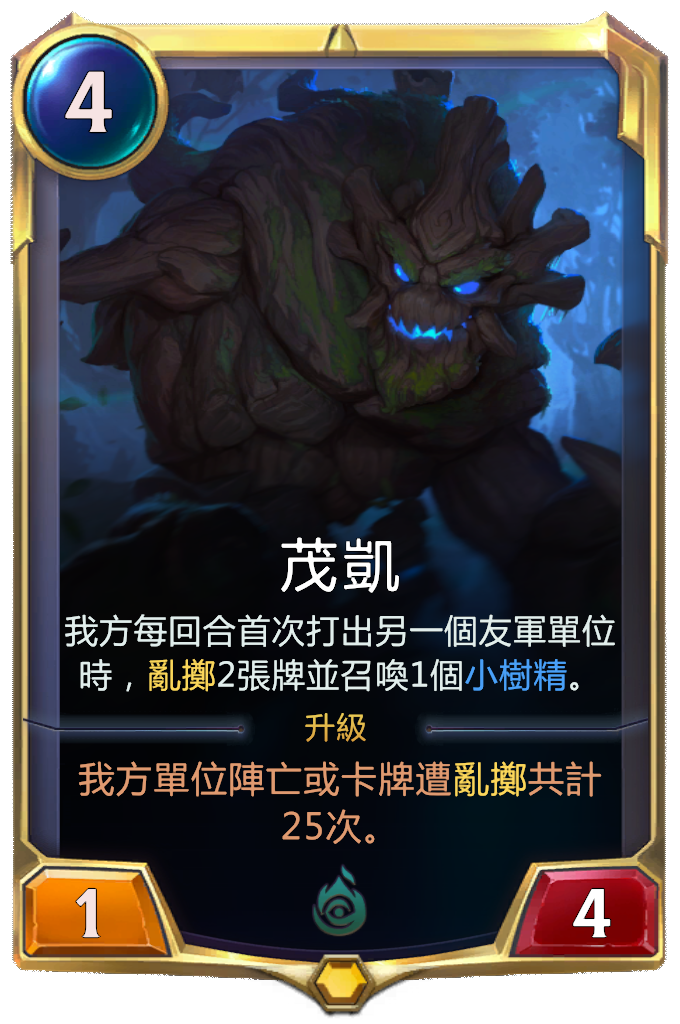 4
茂凱
我方每回合首次打出另一個友軍單位
時，亂擲2張牌並召喚1個小樹精。
升級
我方單位陣亡或卡牌遭亂擲共計
25次。
1
4